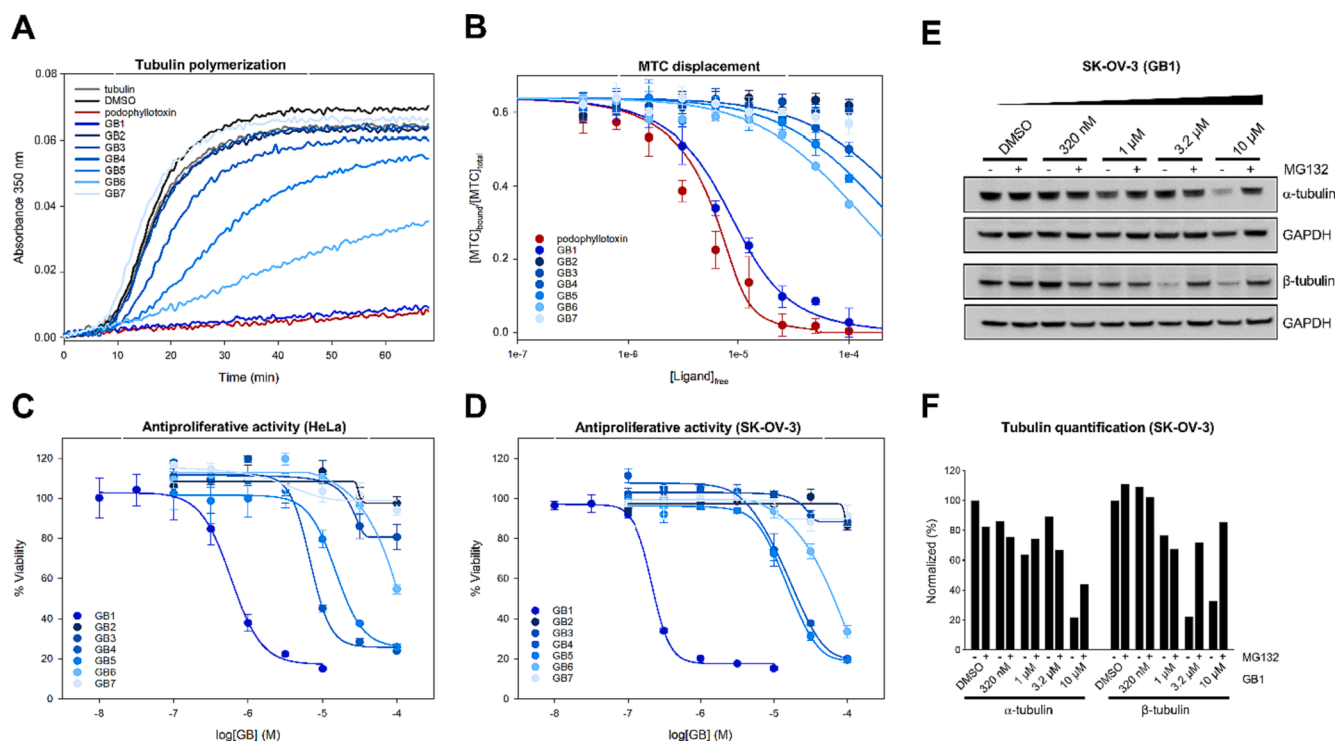 A
Tubulin polymerization
Absorbance 350 nm
0.08
0.06
0.04
0.02
0.00
tubulin
DMSO
podophyllotoxin
GB1
GB2
GB3
GB4
GB5
GB6
GB7
0 10 20 30 40 50 60
Time (min)
B
MTC displacement
[MTC]bound/[MTC]total
0.6
0.4
0.2
0.0
podophyllotoxin
GB1
GB2
GB3
GB4
GB5
GB6
GB7
1e-7 1e-6 1e-5 1e-4
[Ligand]free
E
SK-OV-3 (GB1)
DMSO 320 nM 1 µM 3.2 µM 10 µM
- + - + - + - + - + MG132
α-tubulin
GAPDH
β-tubulin
GAPDH
C
Antiproliferative activity (HeLa)
% Viability
120
100
80
60
40
20
0
GB1
GB2
GB3
GB4
GB5
GB6
GB7
-8 -7 -6 -5 -4
log[GB] (M)
D
Antiproliferative activity (SK-OV-3)
% Viability
120
100
80
60
40
20
0
GB1
GB2
GB3
GB4
GB5
GB6
GB7
-8 -7 -6 -5 -4
log[GB] (M)
F
Tubulin quantification (SK-OV-3)
Normalized (%)
120
100
80
60
40
20
0
- + - + - + - + - + - + - + - + - + - + MG132
DMSO 320 nM 1 µM 3.2 µM 10 µM DMSO 320 nM 1 µM 3.2 µM 10 µM GB1
α-tubulin β-tubulin